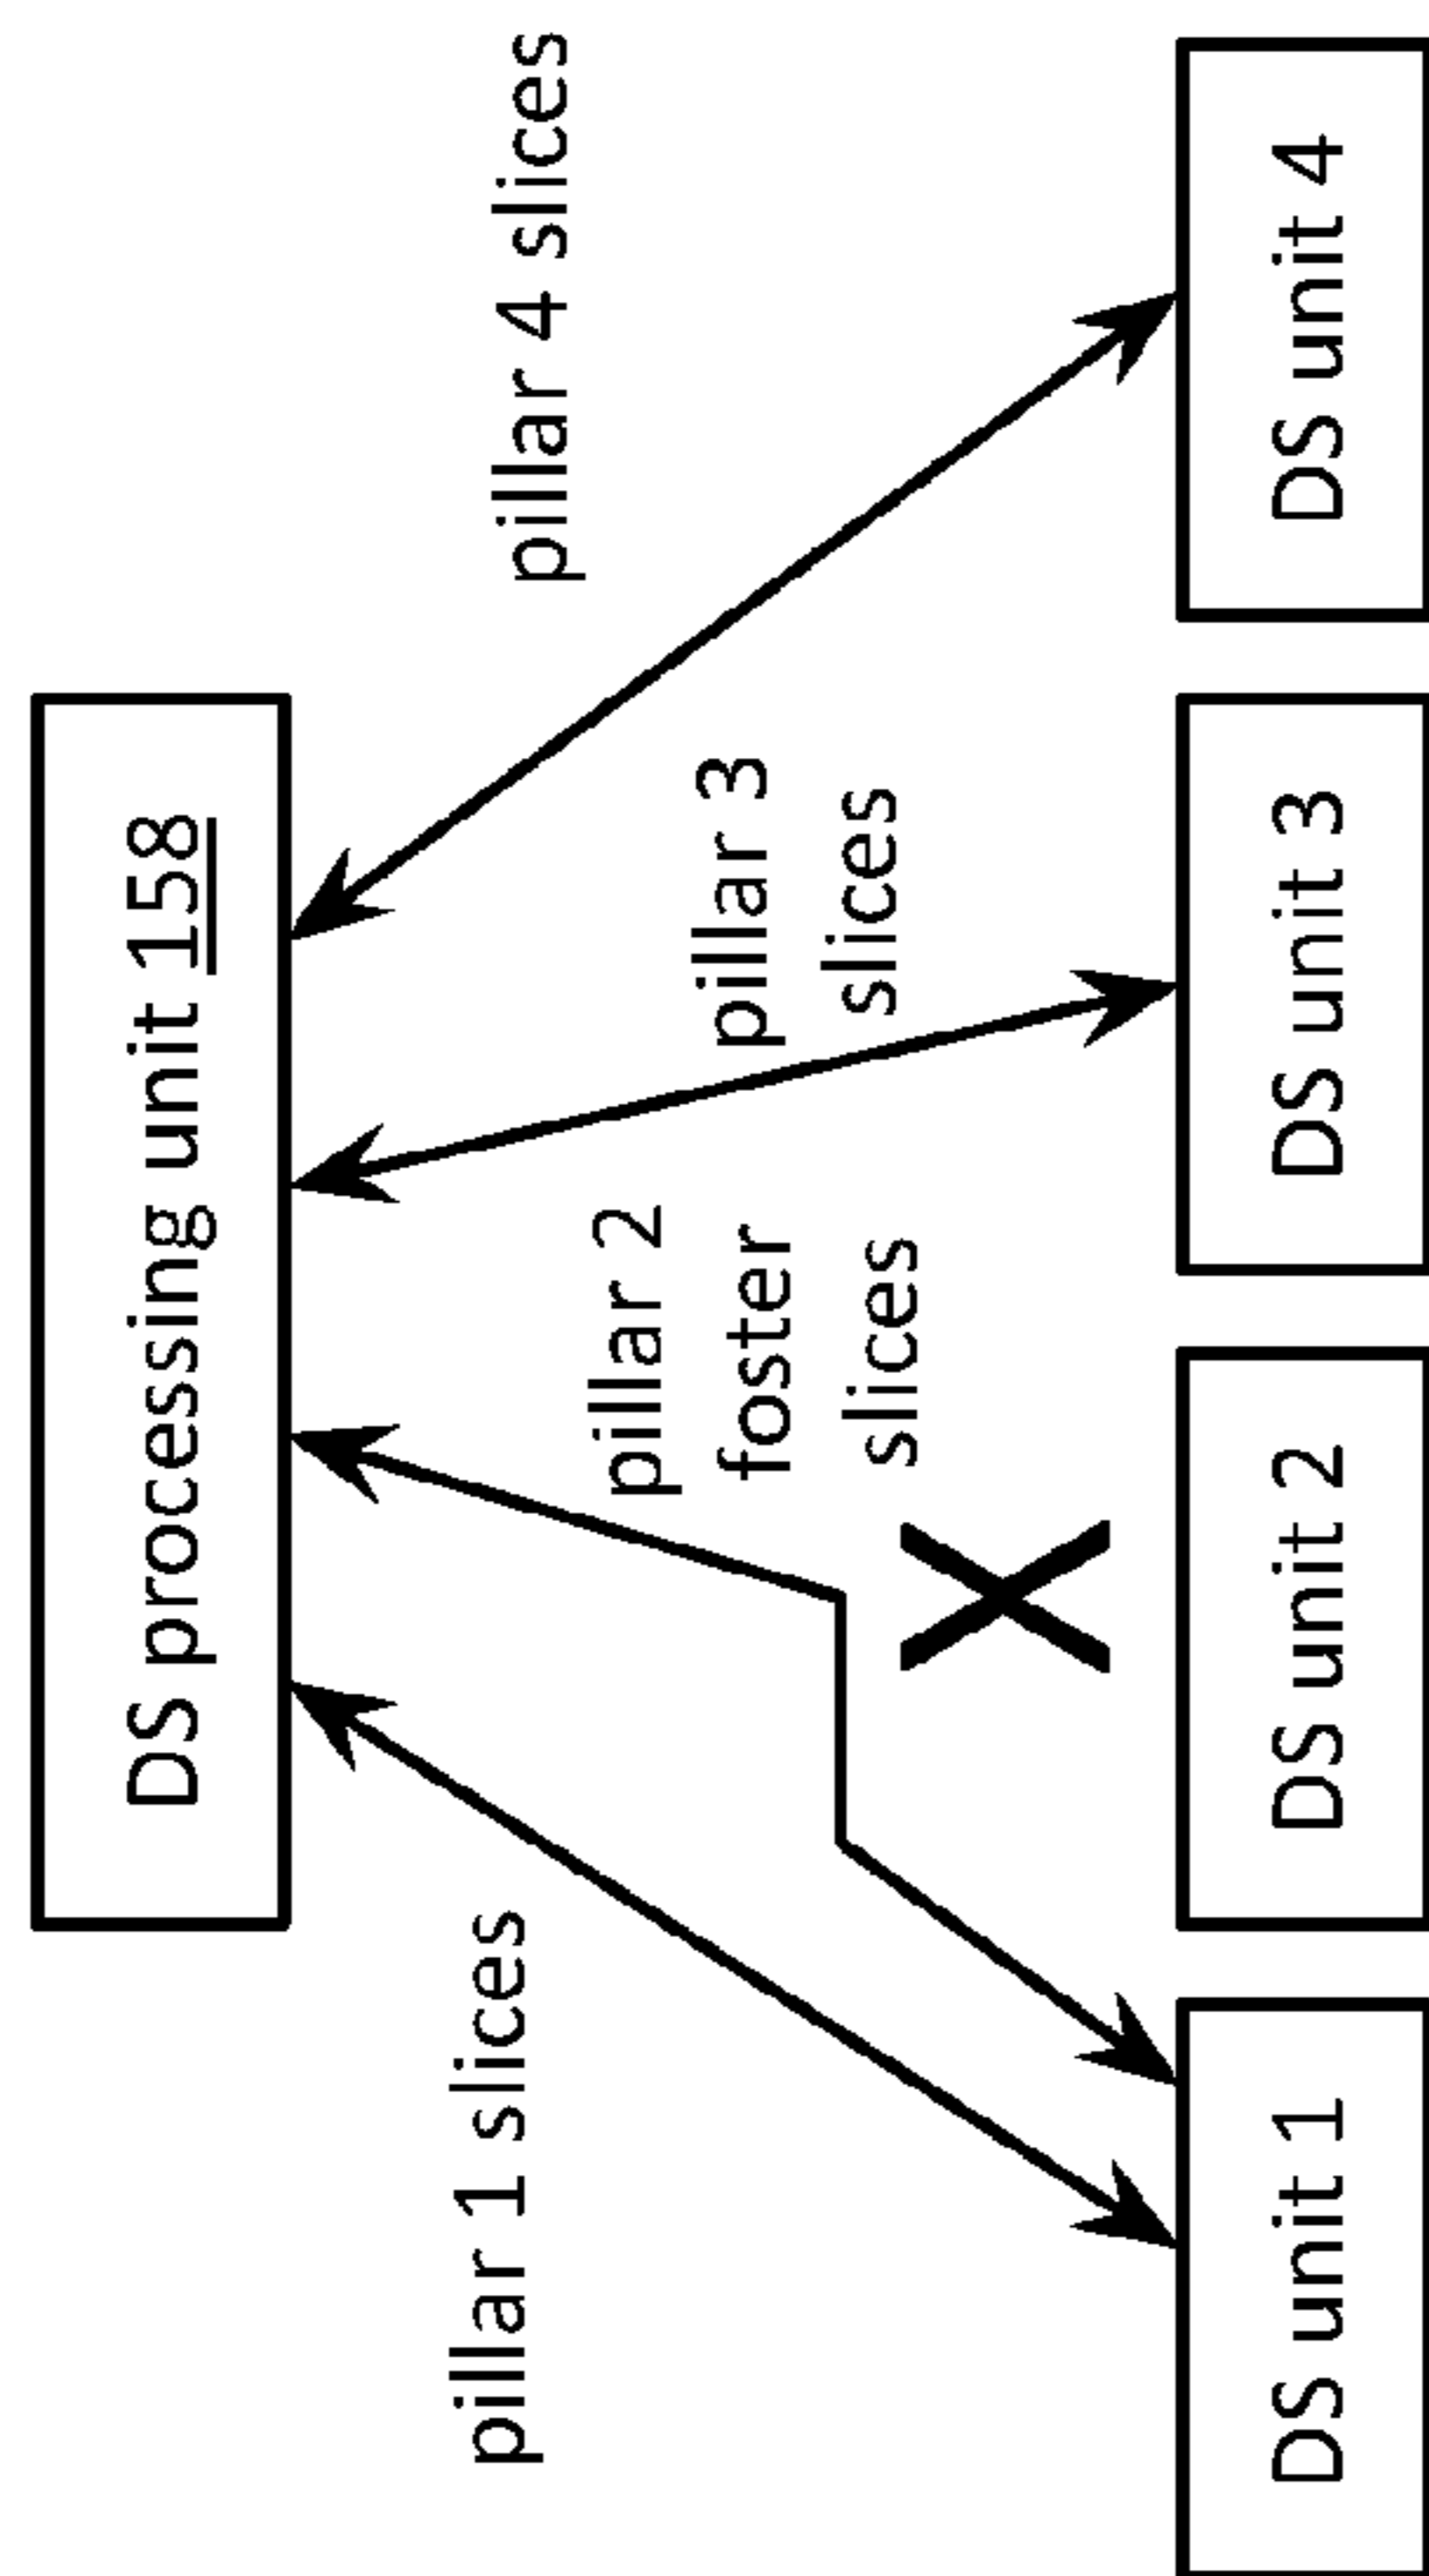 DS processing unit 158
pillar 1 slices
pillar 2
foster
slices
pillar 3
slices
pillar 4 slices
DS unit 1
DS unit 2
DS unit 3
DS unit 4